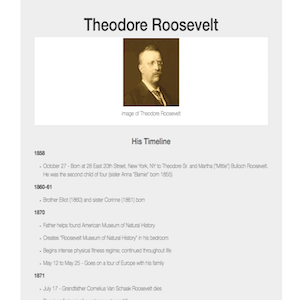 Theodore Roosevelt
image of Theodore Roosevelt
His Timeline
1858
October 27 - Born at 28 East 20th Street, New York, NY to Theodore Sr. and Martha ("Mittie") Bulloch Roosevelt.
He was the second of four (sister Anna "Bamie" born 1855)
1860-61
Brother Elliot (1860) and sister Corinne (1861) born
1870
Father helps found American Museum of Natural History
Creates "Roosevelt Museum of Natural History" in his bedroom
Begins intense physical fitness regime; continued throughout life
May 12 to May 25 - Goes on a tour of Europe with his family
1871
July 17 - Grandfather Cornelius Van Schaak Roosevelt dies